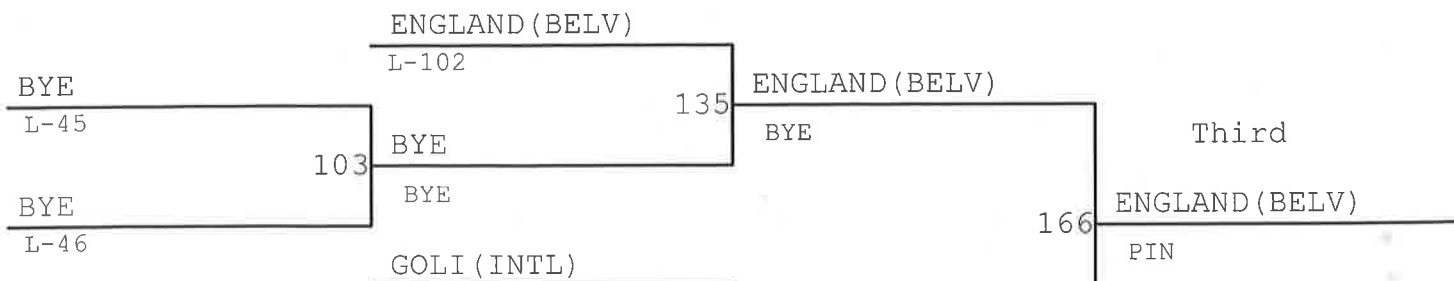 ENGLAND(BELV)
L-102
BYE
L-45
135
ENGLAND(BELV)
BYE
Third
103
BYE
BYE
BYE
L-46
166
ENGLAND(BELV)
PIN
GOLI(INTL)